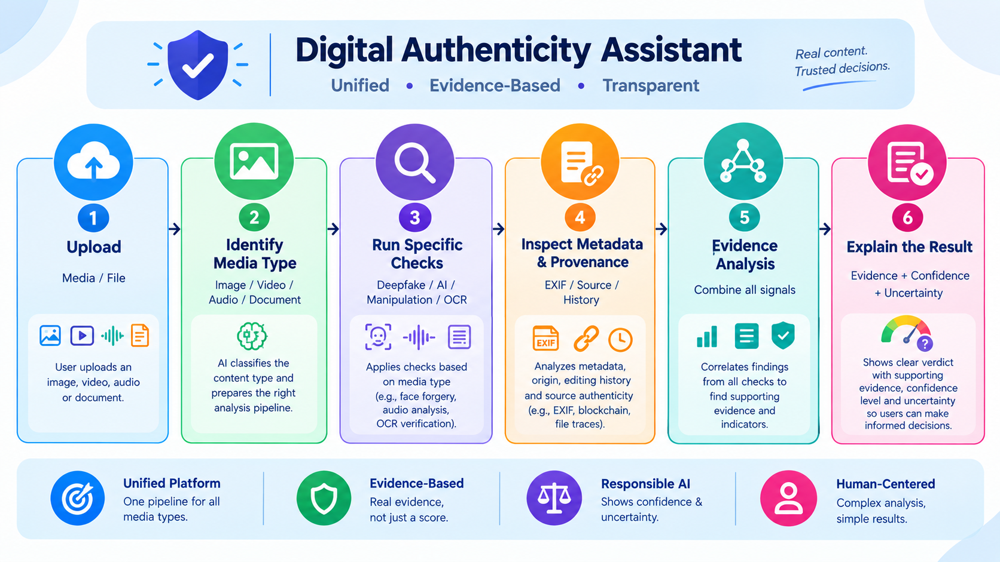 Digital Authenticity Assistant
Unified • Evidence-Based • Transparent
Real content.
Trusted decisions.
1
Upload
Media / File
User uploads an
image, video, audio
or document.
2
Identify
Media Type
Image / Video /
Audio / Document
AI classifies the
content type and
prepares the right
analysis pipeline.
3
Run Specific
Checks
Deepfake / AI /
Manipulation / OCR
Applies checks based
on media type
(e.g., face forgery,
audio analysis,
OCR verification).
4
Inspect Metadata
& Provenance
EXIF / Source /
History
EXIF
Analyzes metadata,
origin, editing history
and source authenticity
(e.g., EXIF, blockchain,
file traces).
5
Evidence
Analysis
Combine all signals
Correlates findings
from all checks to
find supporting
evidence and
indicators.
6
Explain the Result
Evidence + Confidence
+ Uncertainty
?
Shows clear verdict
with supporting
evidence, confidence
level and uncertainty
so users can make
informed decisions.
Unified Platform
One pipeline for all
media types.
Evidence-Based
Real evidence,
not just a score.
Responsible AI
Shows confidence &
uncertainty.
Human-Centered
Complex analysis,
simple results.